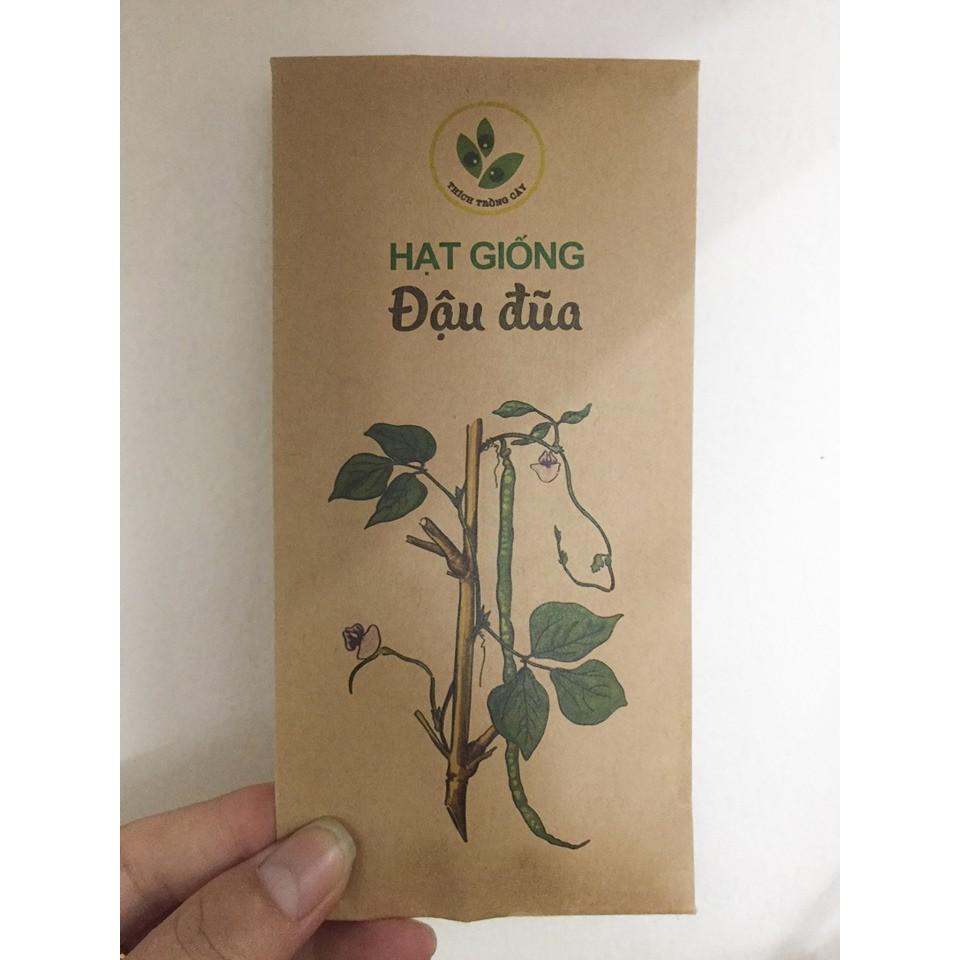 THÍCH TRỒNG CÂY
HẠT GIỐNG
Đậu đũa